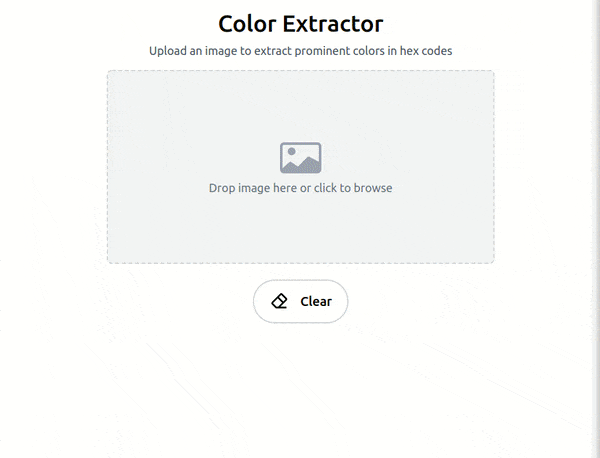 Color Extractor
Upload an image to extract prominent colors in hex codes
Drop image here or click to browse
Clear